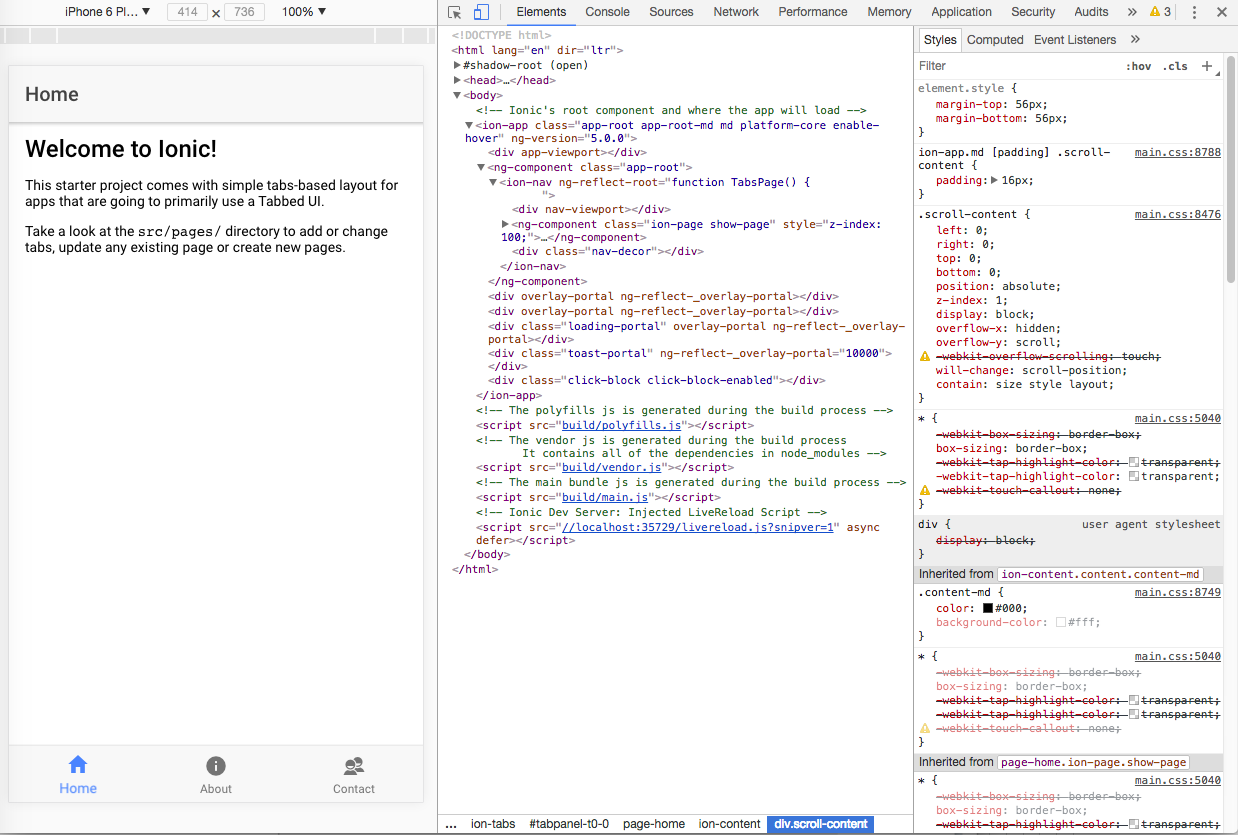 iPhone 6 Pl... ▼ 414 × 736 100% ▼
Home
Welcome to Ionic!
This starter project comes with simple tabs-based layout for
apps that are going to primarily use a Tabbed UI.
Take a look at the src/pages/ directory to add or change
tabs, update any existing page or create new pages.
Home About Contact
Elements Console Sources Network Performance Memory Application Security Audits » 3
<!DOCTYPE html>
<html lang="en" dir="ltr">
▶#shadow-root (open)
▶<head>…</head>
▼<body>
<!-- Ionic's root component and where the app will load -->
▼<ion-app class="app-root app-root-md md platform-core enable-
hover" ng-version="5.0.0">
<div app-viewport></div>
▼<ng-component class="app-root">
▼<ion-nav ng-reflect-root="function TabsPage() {
">
<div nav-viewport></div>
▶<ng-component class="ion-page show-page" style="z-index:
100;">…</ng-component>
<div class="nav-decor"></div>
</ion-nav>
</ng-component>
<div overlay-portal ng-reflect-_overlay-portal></div>
<div overlay-portal ng-reflect-_overlay-portal></div>
<div class="loading-portal" overlay-portal ng-reflect-_overlay-
portal></div>
<div class="toast-portal" ng-reflect-_overlay-portal="10000">
</div>
<div class="click-block click-block-enabled"></div>
</ion-app>
<!-- The polyfills js is generated during the build process -->
<script src="build/polyfills.js"></script>
<!-- The vendor js is generated during the build process
It contains all of the dependencies in node_modules -->
<script src="build/vendor.js"></script>
<!-- The main bundle js is generated during the build process -->
<script src="build/main.js"></script>
<!-- Ionic Dev Server: Injected LiveReload Script -->
<script src="//localhost:35729/livereload.js?snipver=1" async
defer></script>
</body>
</html>
... ion-tabs #tabpanel-t0-0 page-home ion-content div.scroll-content
Styles Computed Event Listeners »
Filter :hov .cls +
element.style {
margin-top: 56px;
margin-bottom: 56px;
}
ion-app.md [padding] .scroll- main.css:8788
content {
padding:▶16px;
}
.scroll-content { main.css:8476
left: 0;
right: 0;
top: 0;
bottom: 0;
position: absolute;
z-index: 1;
display: block;
overflow-x: hidden;
overflow-y: scroll;
-webkit-overflow-scrolling: touch;
will-change: scroll-position;
contain: size style layout;
}
* { main.css:5040
-webkit-box-sizing: border-box;
box-sizing: border-box;
-webkit-tap-highlight-color: transparent;
-webkit-tap-highlight-color: transparent;
-webkit-touch-callout: none;
}
div { user agent stylesheet
display: block;
}
Inherited from ion-content.content.content-md
.content-md { main.css:8749
color: #000;
background-color: #fff;
}
* { main.css:5040
-webkit-box-sizing: border-box;
box-sizing: border-box;
-webkit-tap-highlight-color: transparent;
-webkit-tap-highlight-color: transparent;
-webkit-touch-callout: none;
}
Inherited from page-home.ion-page.show-page
* { main.css:5040
-webkit-box-sizing: border-box;
box-sizing: border-box;
-webkit-tap-highlight-color: transparent;